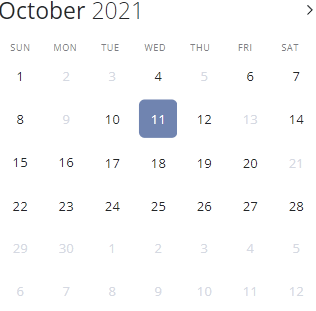 October 2021
SUN MON TUE WED THU FRI SAT
1 2 3 4 5 6 7
8 9 10 11 12 13 14
15 16 17 18 19 20 21
22 23 24 25 26 27 28
29 30 1 2 3 4 5
6 7 8 9 10 11 12